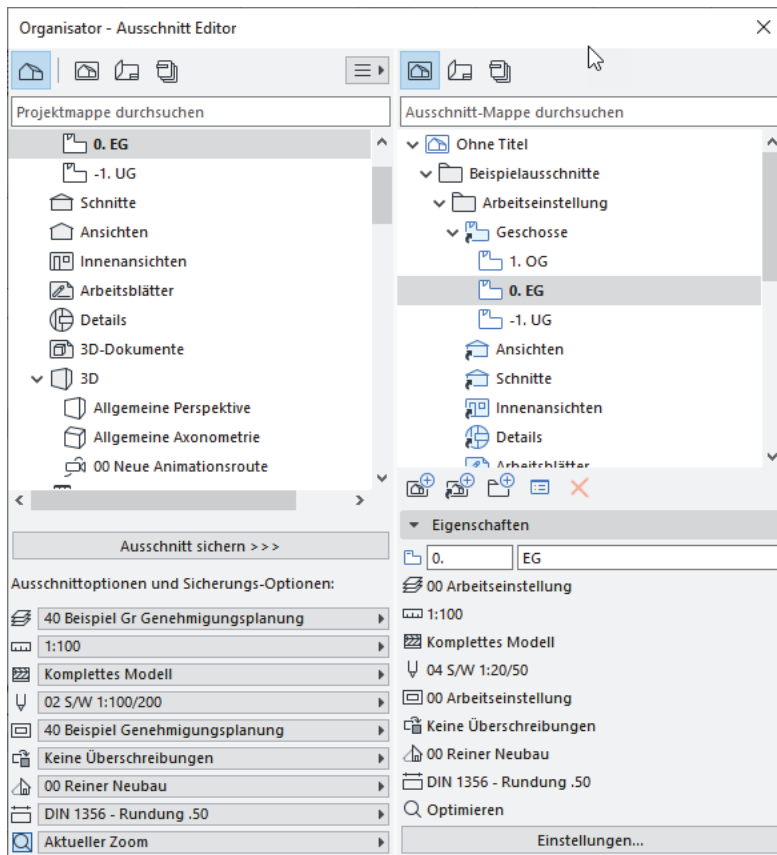 Organisator - Ausschnitt Editor
Projektmappe durchsuchen
0. EG
-1. UG
Schnitte
Ansichten
Innenansichten
Arbeitsblätter
Details
3D-Dokumente
3D
Allgemeine Perspektive
Allgemeine Axonometrie
00 Neue Animationsroute
Ausschnitt sichern >>>
Ausschnittoptionen und Sicherungs-Optionen:
40 Beispiel Gr Genehmigungsplanung
1:100
Komplettes Modell
02 S/W 1:100/200
40 Beispiel Genehmigungsplanung
Keine Überschreibungen
00 Reiner Neubau
DIN 1356 - Rundung .50
Aktueller Zoom
Ausschnitt-Mappe durchsuchen
Ohne Titel
Beispielausschnitte
Arbeitseinstellung
Geschosse
1. OG
0. EG
-1. UG
Ansichten
Schnitte
Innenansichten
Details
Arbeitsblätter
Eigenschaften
0. EG
00 Arbeitseinstellung
1:100
Komplettes Modell
04 S/W 1:20/50
00 Arbeitseinstellung
Keine Überschreibungen
00 Reiner Neubau
DIN 1356 - Rundung .50
Optimieren
Einstellungen...